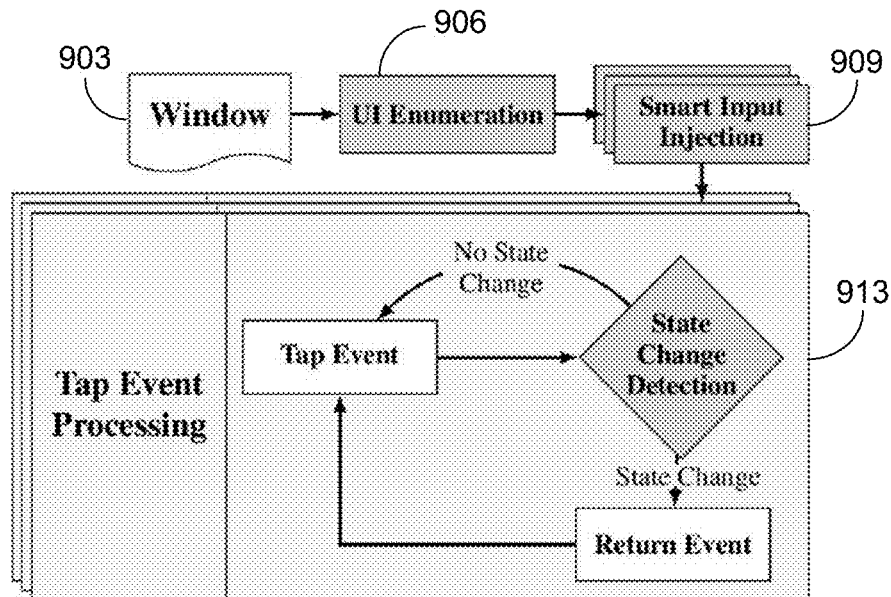 906
903
909
Window
UI Enumeration
Smart Input
Injection
No State
Change
913
Tap Event
State
Change
Detection
Tap Event
Processing
State Change
Return Event